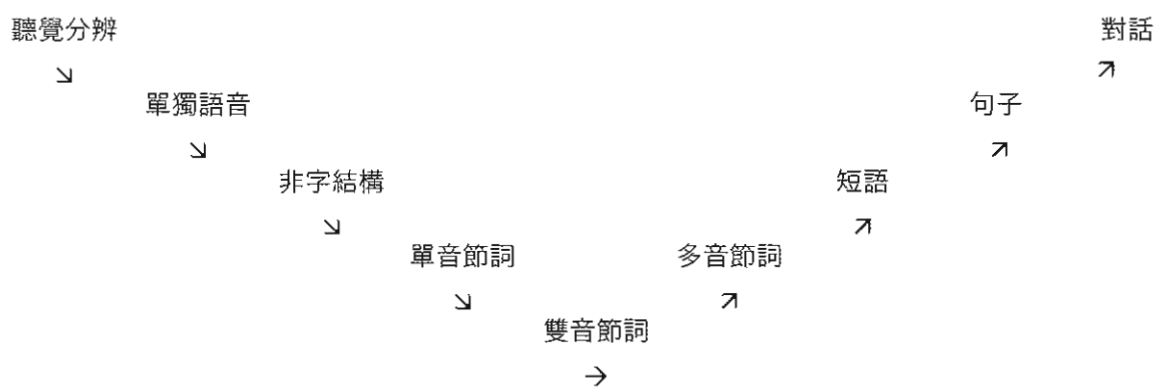 聽覺分辨 對話
↘ ↗
單獨語音 句子
↘ ↗
非字結構 短語
↘ ↗
單音節詞 多音節詞
↘ ↗
雙音節詞
→